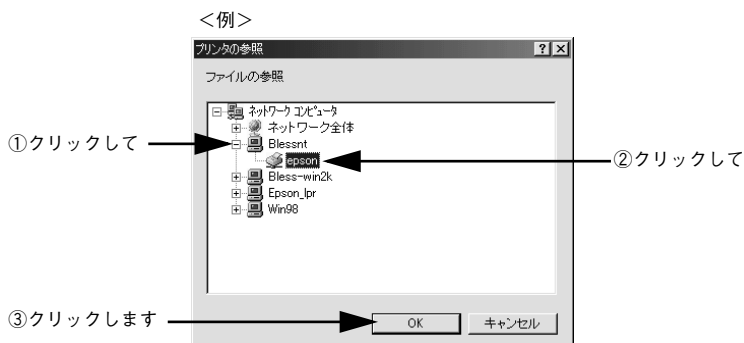 ＜例＞
プリンタの参照
ファイルの参照
ネットワーク コンピュータ
ネットワーク全体
①クリックして
Blessnt
epson
②クリックして
Bless-win2k
Epson_lpr
Win98
③クリックします
OK
キャンセル